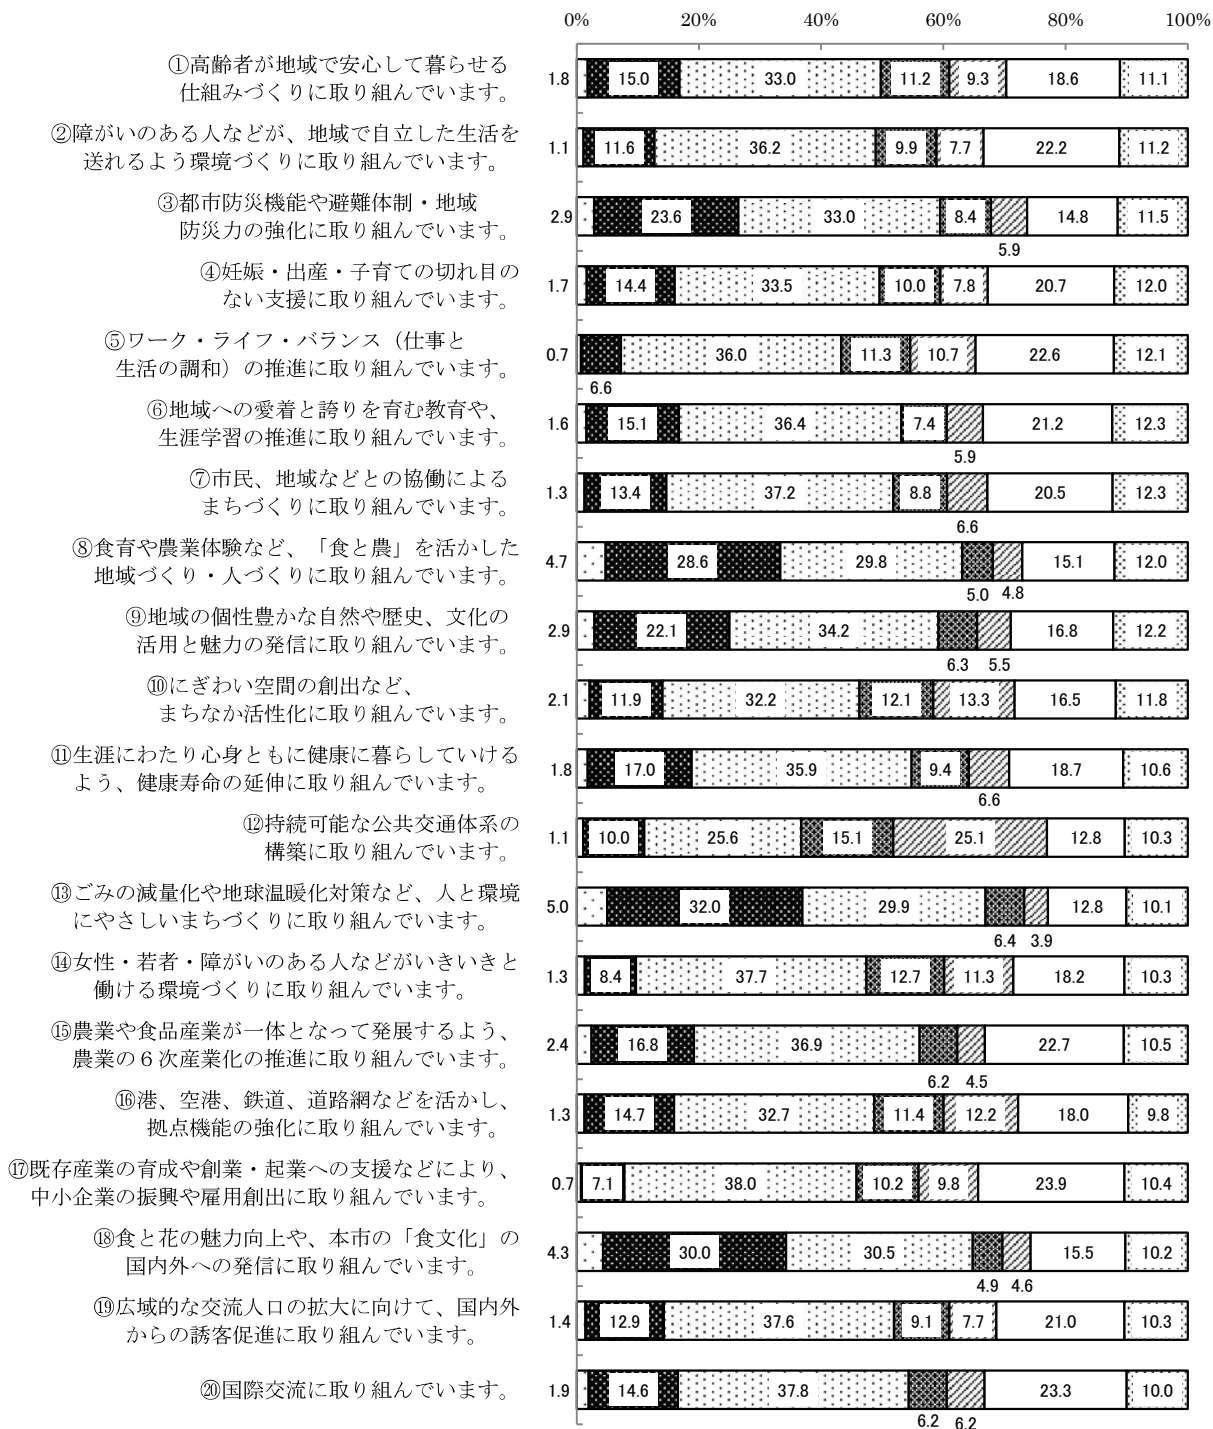 0% 20% 40% 60% 80% 100%
①高齢者が地域で安心して暮らせる
仕組みづくりに取り組んでいます。
1.8 15.0 33.0 11.2 9.3 18.6 11.1
②障がいのある人などが、地域で自立した生活を
送れるよう環境づくりに取り組んでいます。
1.1 11.6 36.2 9.9 7.7 22.2 11.2
③都市防災機能や避難体制・地域
防災力の強化に取り組んでいます。
2.9 23.6 33.0 8.4 14.8 11.5
5.9
④妊娠・出産・子育ての切れ目の
ない支援に取り組んでいます。
1.7 14.4 33.5 10.0 7.8 20.7 12.0
⑤ワーク・ライフ・バランス（仕事と
生活の調和）の推進に取り組んでいます。
0.7 36.0 11.3 10.7 22.6 12.1
6.6
⑥地域への愛着と誇りを育む教育や、
生涯学習の推進に取り組んでいます。
1.6 15.1 36.4 7.4 21.2 12.3
5.9
⑦市民、地域などとの協働による
まちづくりに取り組んでいます。
1.3 13.4 37.2 8.8 20.5 12.3
6.6
⑧食育や農業体験など、「食と農」を活かした
地域づくり・人づくりに取り組んでいます。
4.7 28.6 29.8 15.1 12.0
5.0 4.8
⑨地域の個性豊かな自然や歴史、文化の
活用と魅力の発信に取り組んでいます。
2.9 22.1 34.2 16.8 12.2
6.3 5.5
⑩にぎわい空間の創出など、
まちなか活性化に取り組んでいます。
2.1 11.9 32.2 12.1 13.3 16.5 11.8
⑪生涯にわたり心身ともに健康に暮らしていける
よう、健康寿命の延伸に取り組んでいます。
1.8 17.0 35.9 9.4 18.7 10.6
6.6
⑫持続可能な公共交通体系の
構築に取り組んでいます。
1.1 10.0 25.6 15.1 25.1 12.8 10.3
⑬ごみの減量化や地球温暖化対策など、人と環境
にやさしいまちづくりに取り組んでいます。
5.0 32.0 29.9 12.8 10.1
6.4 3.9
⑭女性・若者・障がいのある人などがいきいきと
働ける環境づくりに取り組んでいます。
1.3 8.4 37.7 12.7 11.3 18.2 10.3
⑮農業や食品産業が一体となって発展するよう、
農業の６次産業化の推進に取り組んでいます。
2.4 16.8 36.9 22.7 10.5
6.2 4.5
⑯港、空港、鉄道、道路網などを活かし、
拠点機能の強化に取り組んでいます。
1.3 14.7 32.7 11.4 12.2 18.0 9.8
⑰既存産業の育成や創業・起業への支援などにより、
中小企業の振興や雇用創出に取り組んでいます。
0.7 7.1 38.0 10.2 9.8 23.9 10.4
⑱食と花の魅力向上や、本市の「食文化」の
国内外への発信に取り組んでいます。
4.3 30.0 30.5 15.5 10.2
4.9 4.6
⑲広域的な交流人口の拡大に向けて、国内外
からの誘客促進に取り組んでいます。
1.4 12.9 37.6 9.1 7.7 21.0 10.3
⑳国際交流に取り組んでいます。
1.9 14.6 37.8 23.3 10.0
6.2 6.2